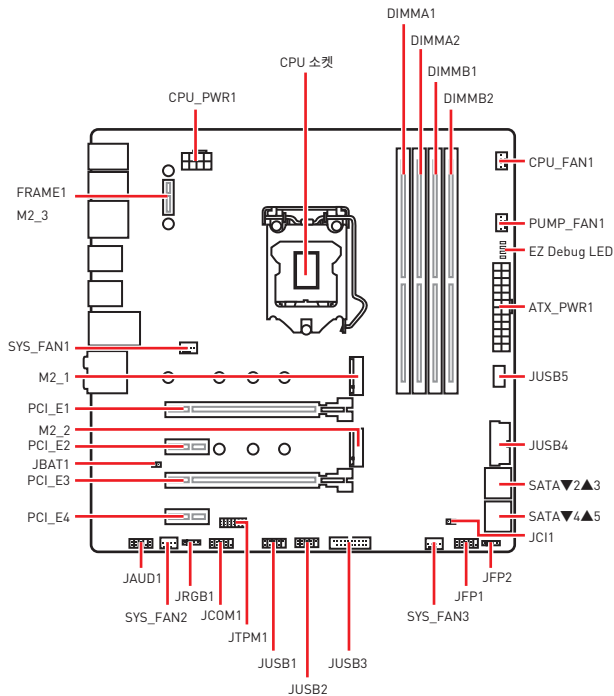 DIMMA1
DIMMA2
CPU 소켓
DIMMB1
CPU_PWR1
DIMMB2
CPU_FAN1
FRAME1
M2_3
PUMP_FAN1
EZ Debug LED
ATX_PWR1
SYS_FAN1
M2_1
JUSB5
PCI_E1
M2_2
PCI_E2
JUSB4
JBAT1
PCI_E3
SATA▼2▲3
PCI_E4
SATA▼4▲5
JCI1
JAUD1
JRGB1
JCOM1
JFP1
JFP2
SYS_FAN2
SYS_FAN3
JTPM1
JUSB1
JUSB3
JUSB2